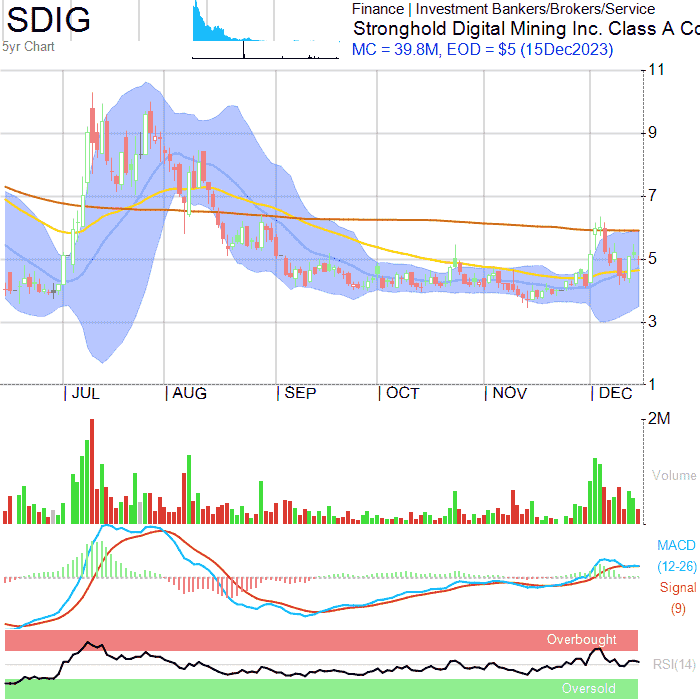 SDIG
5yr Chart
Finance | Investment Bankers/Brokers/Service
Stronghold Digital Mining Inc. Class A Co
MC = 39.8M, EOD = $5 (15Dec2023)
11
9
7
5
3
1
JUL
AUG
SEP
OCT
NOV
DEC
2M
Volume
MACD
(12-26)
Signal
(9)
Overbought
RSI(14)
Oversold